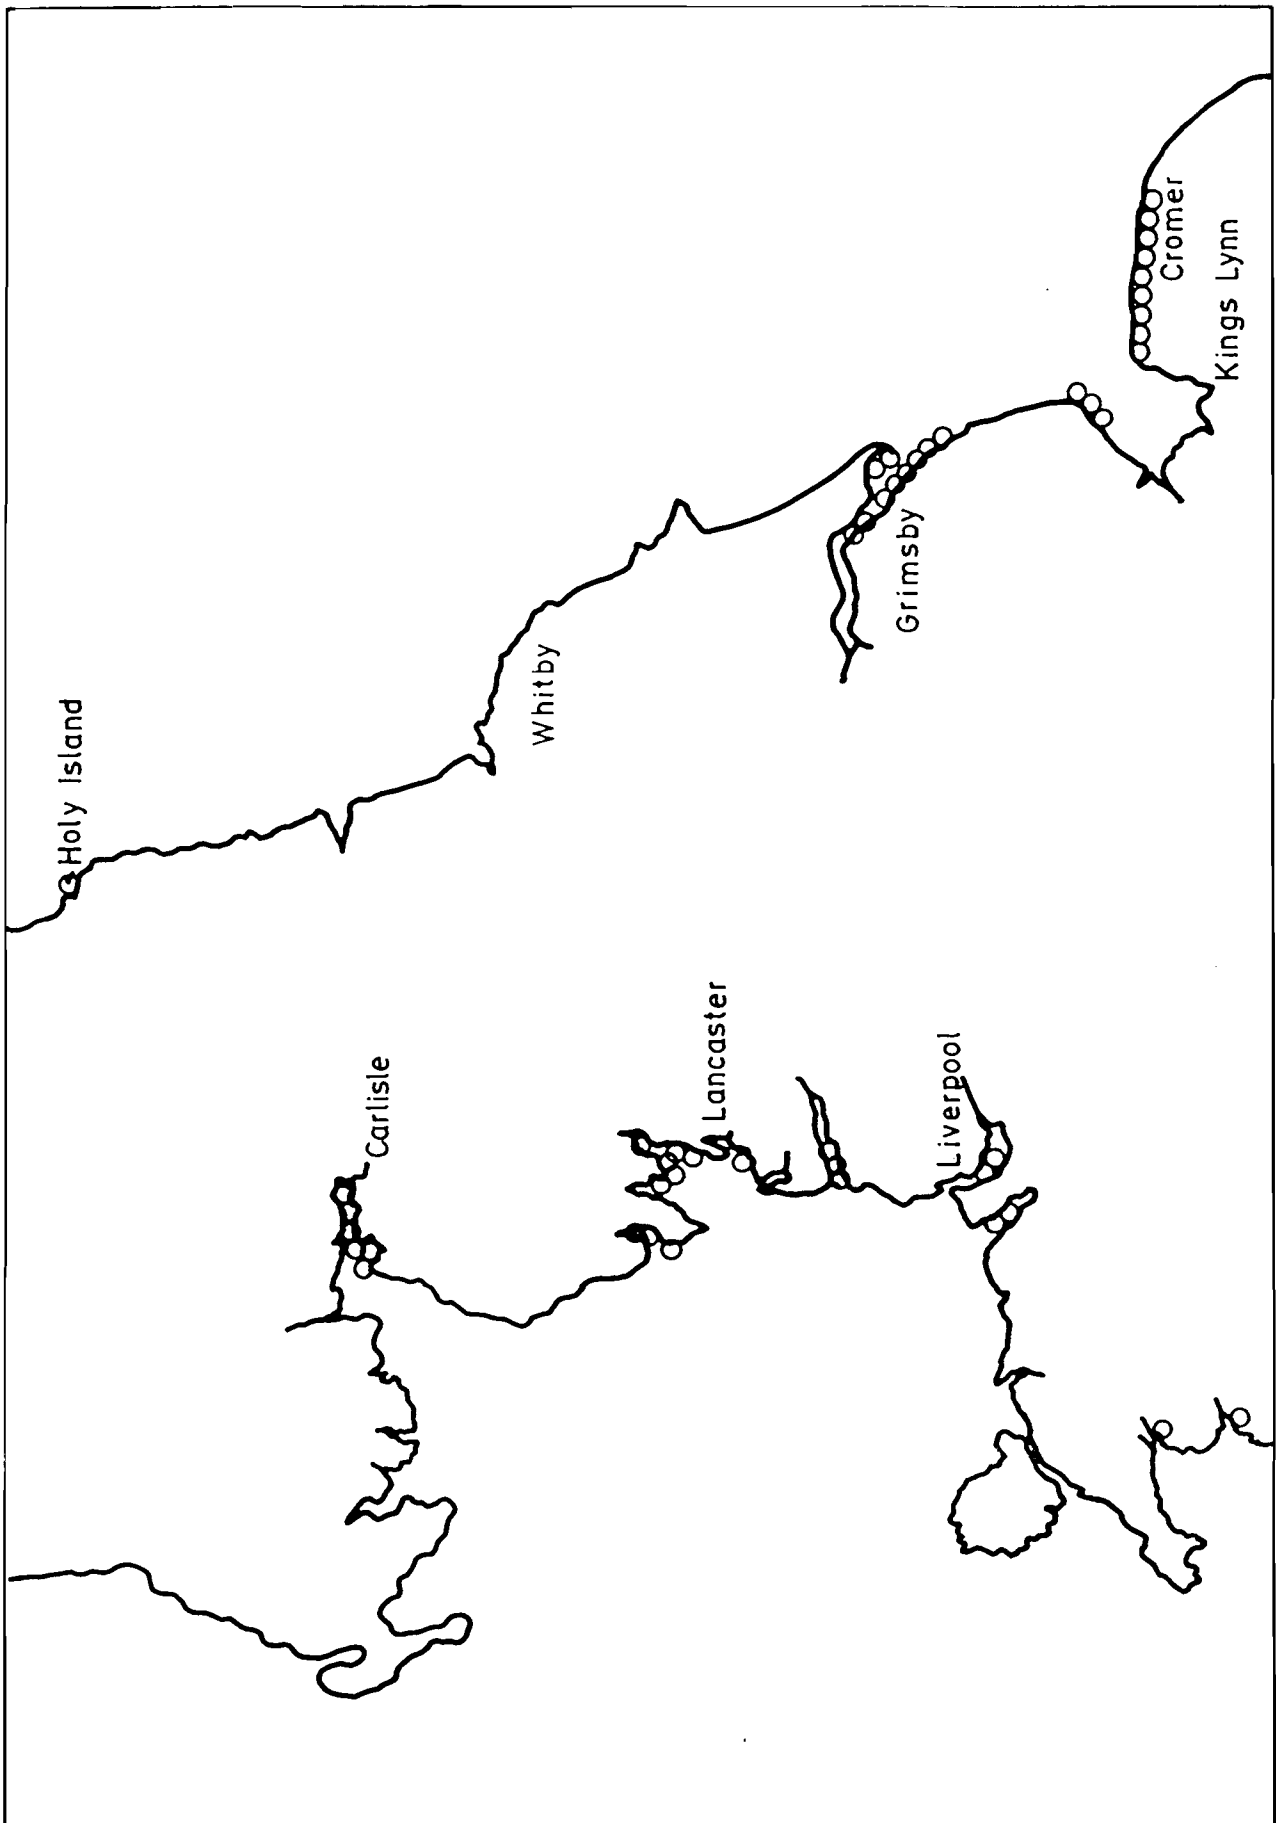 Holy Island
Whitby
Grimsby
Cromer
Kings Lynn
Carlisle
Lancaster
Liverpool